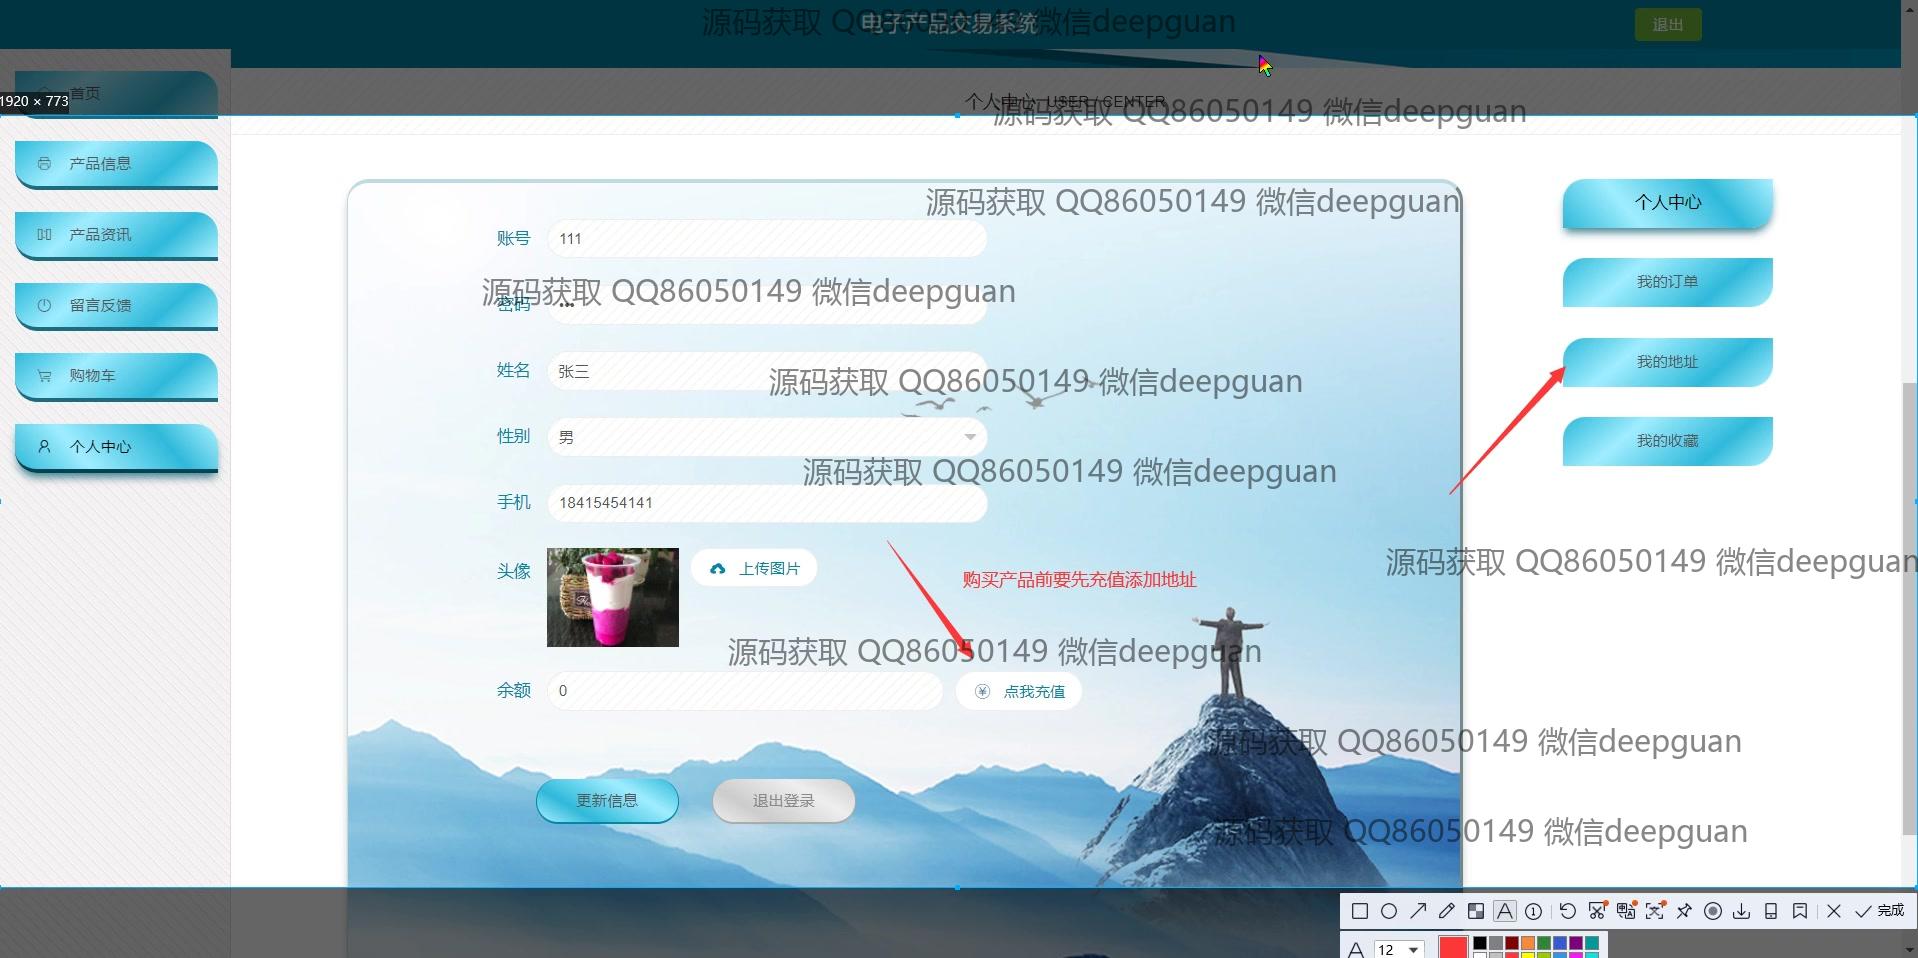 源码获取 QQ86050149 微信deepguan
电子产品交易系统
退出
首页
1920 × 773
个人中心 USER / CENTER
源码获取 QQ86050149 微信deepguan
产品信息
产品资讯
留言反馈
购物车
个人中心
源码获取 QQ86050149 微信deepguan
账号 111
源码获取 QQ86050149 微信deepguan
密码 •••
姓名 张三
源码获取 QQ86050149 微信deepguan
性别 男
源码获取 QQ86050149 微信deepguan
手机 18415454141
头像 上传图片
购买产品前要先充值添加地址
源码获取 QQ86050149 微信deepguan
源码获取 QQ86050149 微信deepguan
余额 0 ¥ 点我充值
源码获取 QQ86050149 微信deepguan
更新信息 退出登录
源码获取 QQ86050149 微信deepguan
个人中心
我的订单
我的地址
我的收藏
完成
A 12